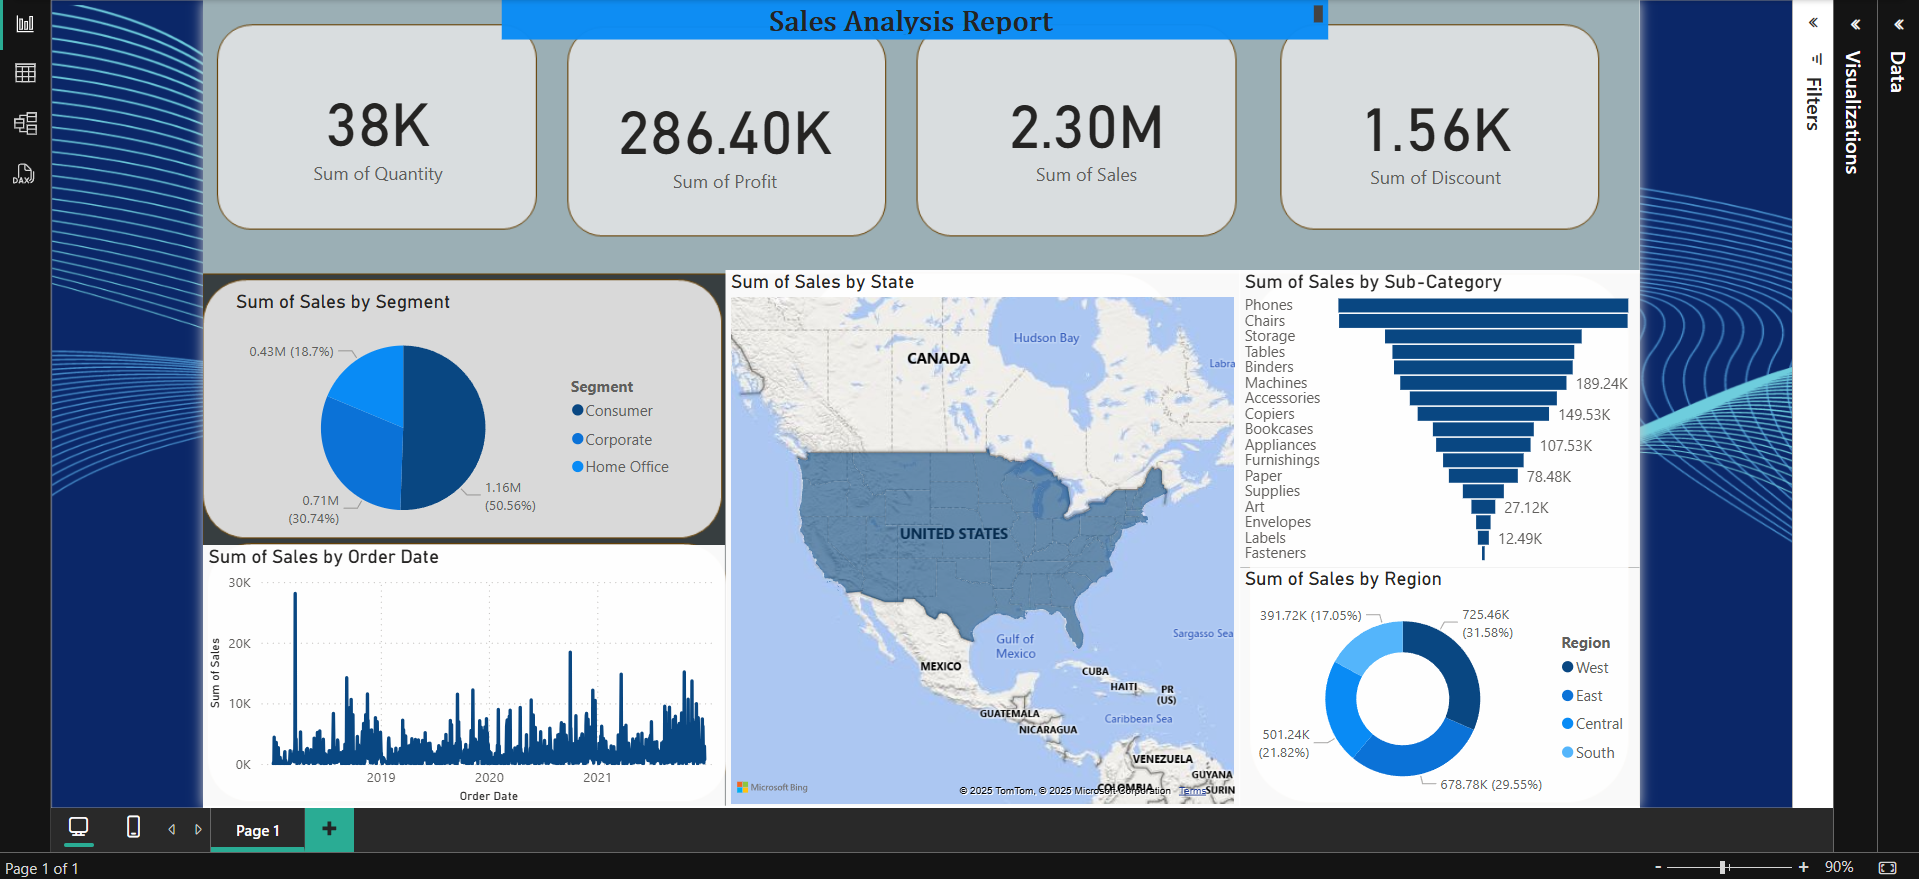 Sales Analysis Report
38K
Sum of Quantity
286.40K
Sum of Profit
2.30M
Sum of Sales
1.56K
Sum of Discount
Filters
Visualizations
Data
Sum of Sales by Segment
0.43M (18.7%)
0.71M
(30.74%)
1.16M
(50.56%)
Segment
Consumer
Corporate
Home Office
Sum of Sales by State
Hudson Bay
CANADA
Labra
UNITED STATES
Gulf of
Mexico
Sargasso Sea
MEXICO
CUBA
HAITI
PR
(US)
GUATEMALA
Caribbean Sea
NICARAGUA
VENEZUELA
GUYANA
COLOMBIA
SURIN
Microsoft Bing
© 2025 TomTom, © 2025 Microsoft Corporation Terms
Sum of Sales by Sub-Category
Phones
Chairs
Storage
Tables
Binders
Machines 189.24K
Accessories
Copiers 149.53K
Bookcases
Appliances 107.53K
Furnishings
Paper 78.48K
Supplies
Art 27.12K
Envelopes
Labels 12.49K
Fasteners
Sum of Sales by Order Date
30K
20K
10K
0K
Sum of Sales
2019 2020 2021
Order Date
Sum of Sales by Region
391.72K (17.05%)
725.46K
(31.58%)
501.24K
(21.82%)
678.78K (29.55%)
Region
West
East
Central
South
DAX
Page 1
+
Page 1 of 1
- + 90%